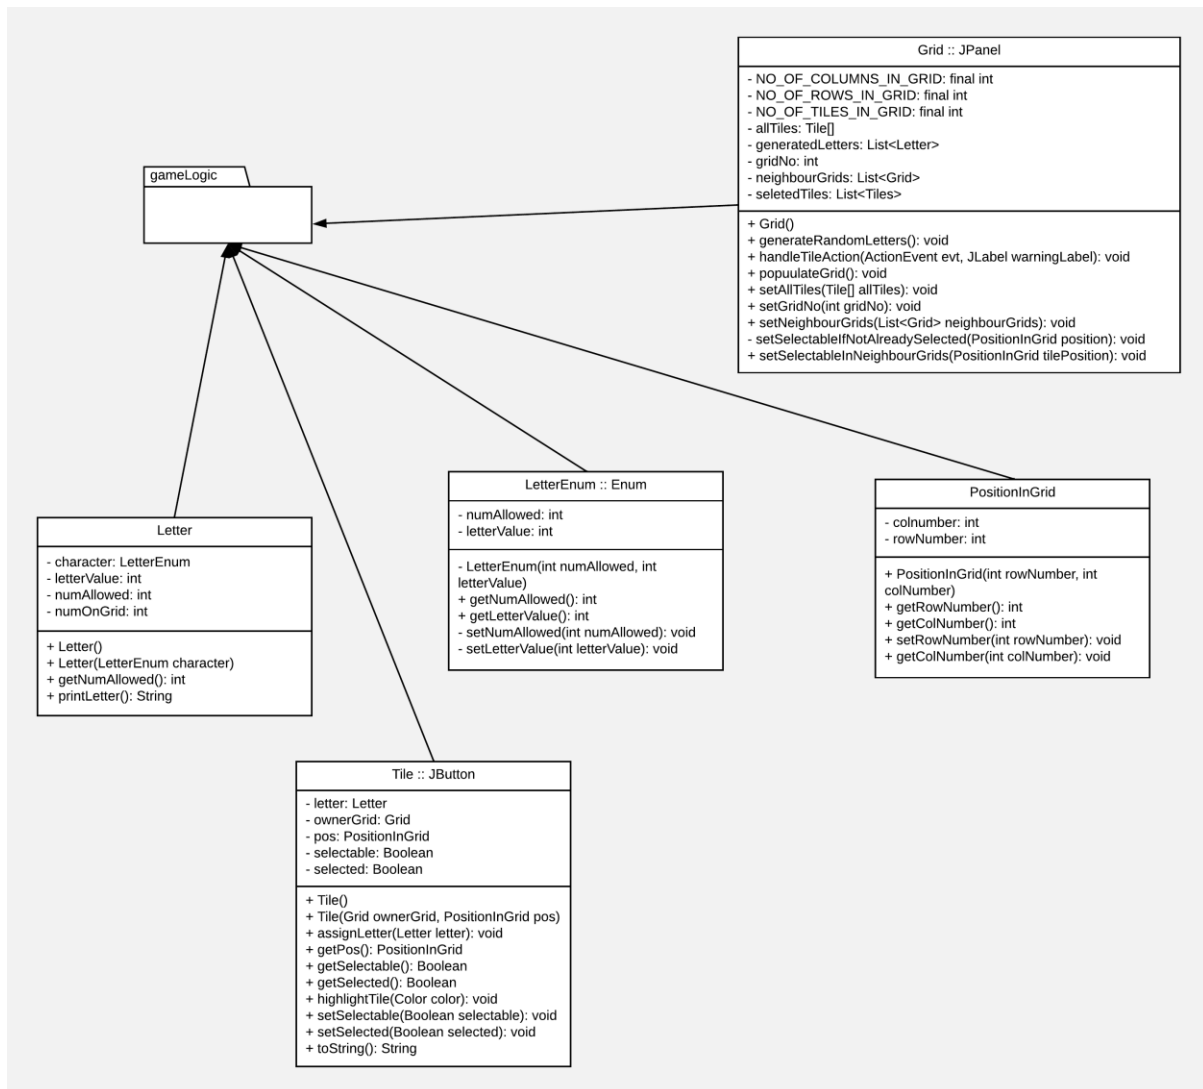 gameLogic
Grid :: JPanel
- NO_OF_COLUMNS_IN_GRID: final int
- NO_OF_ROWS_IN_GRID: final int
- NO_OF_TILES_IN_GRID: final int
- allTiles: Tile[]
- generatedLetters: List<Letter>
- gridNo: int
- neighbourGrids: List<Grid>
- seletedTiles: List<Tiles>
+ Grid()
+ generateRandomLetters(): void
+ handleTileAction(ActionEvent evt, JLabel warningLabel): void
+ popuulateGrid(): void
+ setAllTiles(Tile[] allTiles): void
+ setGridNo(int gridNo): void
+ setNeighbourGrids(List<Grid> neighbourGrids): void
- setSelectableIfNotAlreadySelected(PositionInGrid position): void
+ setSelectableInNeighbourGrids(PositionInGrid tilePosition): void
Letter
- character: LetterEnum
- letterValue: int
- numAllowed: int
- numOnGrid: int
+ Letter()
+ Letter(LetterEnum character)
+ getNumAllowed(): int
+ printLetter(): String
LetterEnum :: Enum
- numAllowed: int
- letterValue: int
- LetterEnum(int numAllowed, int
letterValue)
+ getNumAllowed(): int
+ getLetterValue(): int
- setNumAllowed(int numAllowed): void
- setLetterValue(int letterValue): void
PositionInGrid
- colnumber: int
- rowNumber: int
+ PositionInGrid(int rowNumber, int
colNumber)
+ getRowNumber(): int
+ getColNumber(): int
+ setRowNumber(int rowNumber): void
+ getColNumber(int colNumber): void
Tile :: JButton
- letter: Letter
- ownerGrid: Grid
- pos: PositionInGrid
- selectable: Boolean
- selected: Boolean
+ Tile()
+ Tile(Grid ownerGrid, PositionInGrid pos)
+ assignLetter(Letter letter): void
+ getPos(): PositionInGrid
+ getSelectable(): Boolean
+ getSelected(): Boolean
+ highlightTile(Color color): void
+ setSelectable(Boolean selectable): void
+ setSelected(Boolean selected): void
+ toString(): String